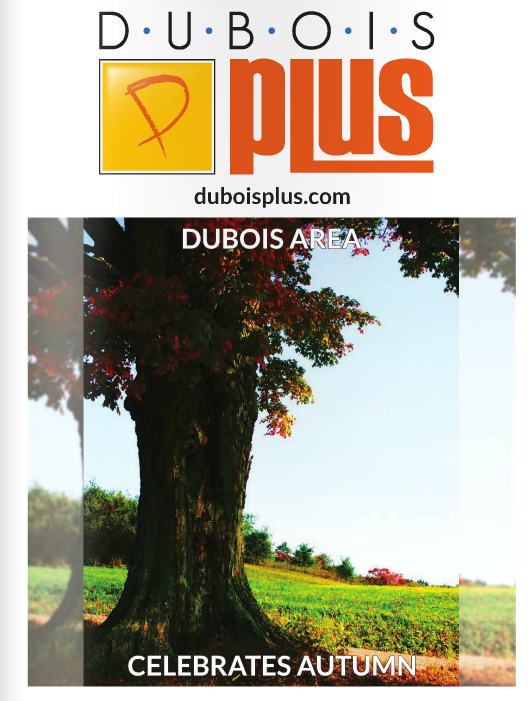 D·U·B·O·I·S
P plus
duboisplus.com
DUBOIS AREA
CELEBRATES AUTUMN